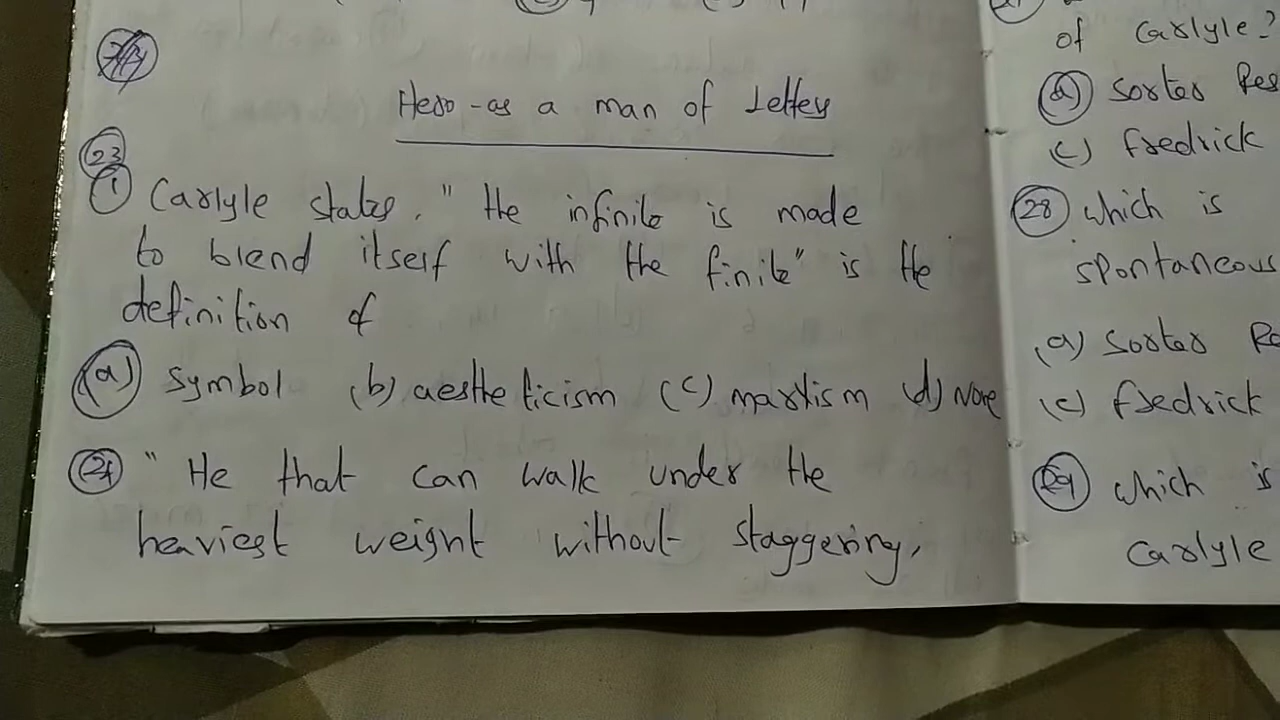 Hero -as a man of Letters
23
① Carlyle states. " the infinite is made
to blend itself with the finite" is the
definition of
(a) symbol (b) aestheticism (c) marxism (d) None
24 " He that can walk under the
heaviest weight without staggering,
of Carlyle?
(a) Sorter Res
(c) Fredrick
28 which is
spontaneous
(a) Sorter Re
(c) Fredrick
29 which is
Carlyle